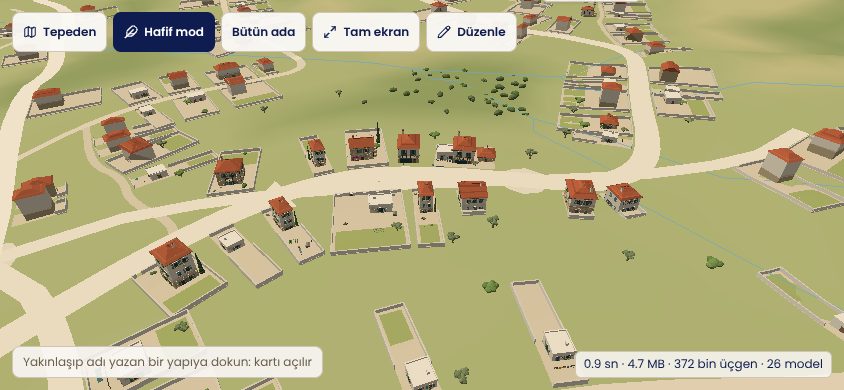 Tepeden
Hafif mod
Bütün ada
Tam ekran
Düzenle
Yakınlaşıp adı yazan bir yapıya dokun: kartı açılır
0.9 sn · 4.7 MB · 372 bin üçgen · 26 model